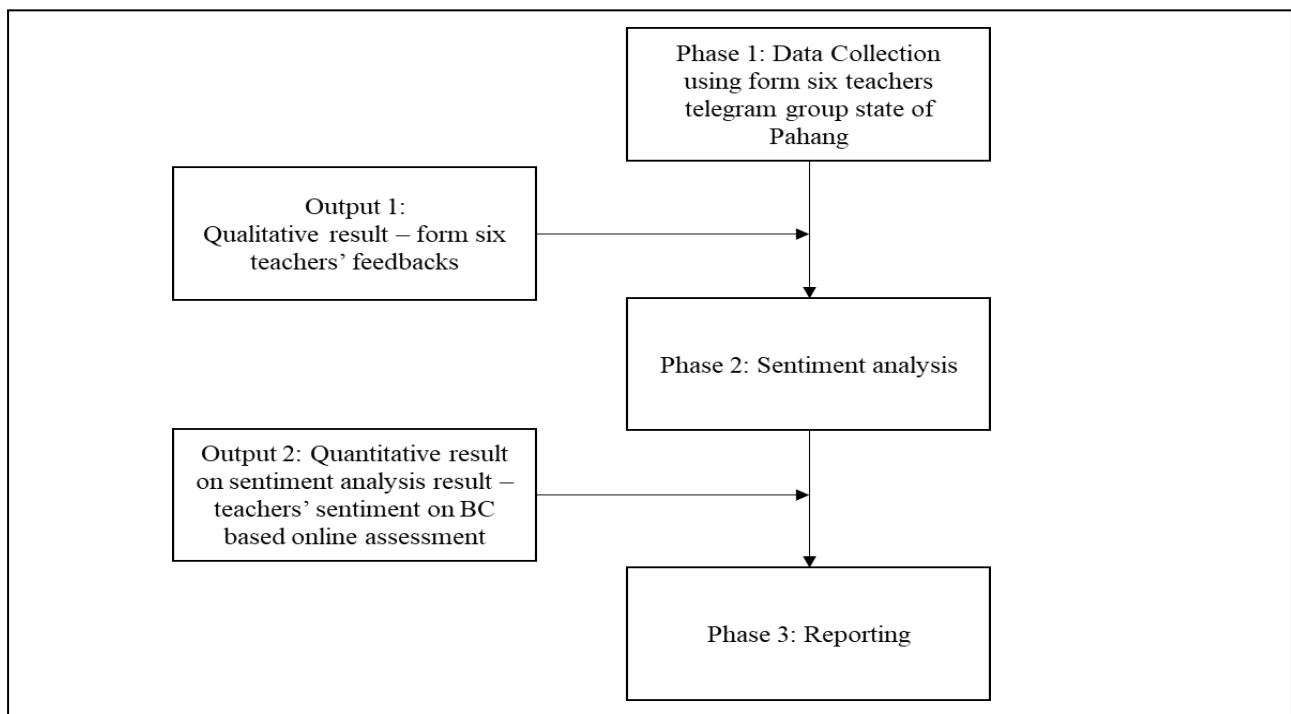 Phase 1: Data Collection
using form six teachers
telegram group state of
Pahang
Output 1:
Qualitative result – form six
teachers’ feedbacks
Phase 2: Sentiment analysis
Output 2: Quantitative result
on sentiment analysis result –
teachers’ sentiment on BC
based online assessment
Phase 3: Reporting